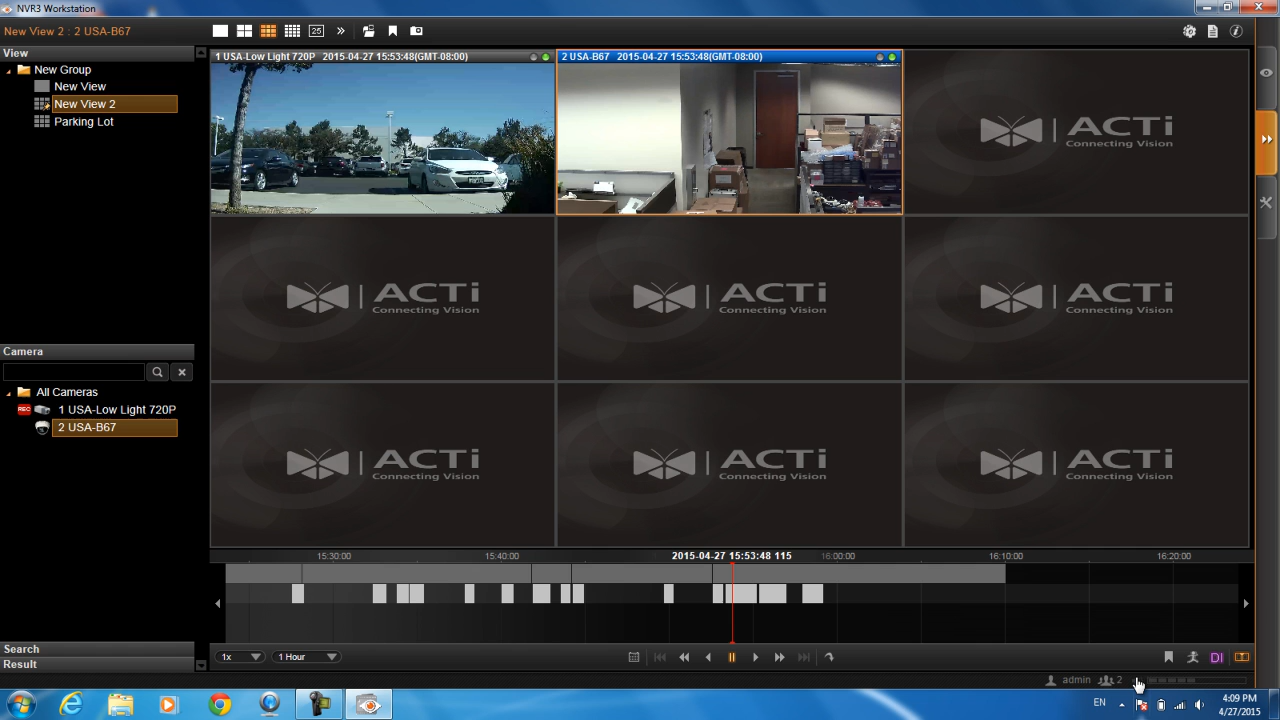 NVR3 Workstation
New View 2 : 2 USA-B67
25
View
New Group
New View
New View 2
Parking Lot
1 USA-Low Light 720P 2015-04-27 15:53:48(GMT-08:00)
2 USA-B67 2015-04-27 15:53:48(GMT-08:00)
ACTi
Connecting Vision
ACTi
Connecting Vision
ACTi
Connecting Vision
ACTi
Connecting Vision
ACTi
Connecting Vision
ACTi
Connecting Vision
ACTi
Connecting Vision
Camera
All Cameras
REC 1 USA-Low Light 720P
2 USA-B67
15:30:00 15:40:00 2015-04-27 15:53:48 115 16:00:00 16:10:00 16:20:00
Search
Result
1x 1 Hour
DI
admin 2
EN
4:09 PM
4/27/2015